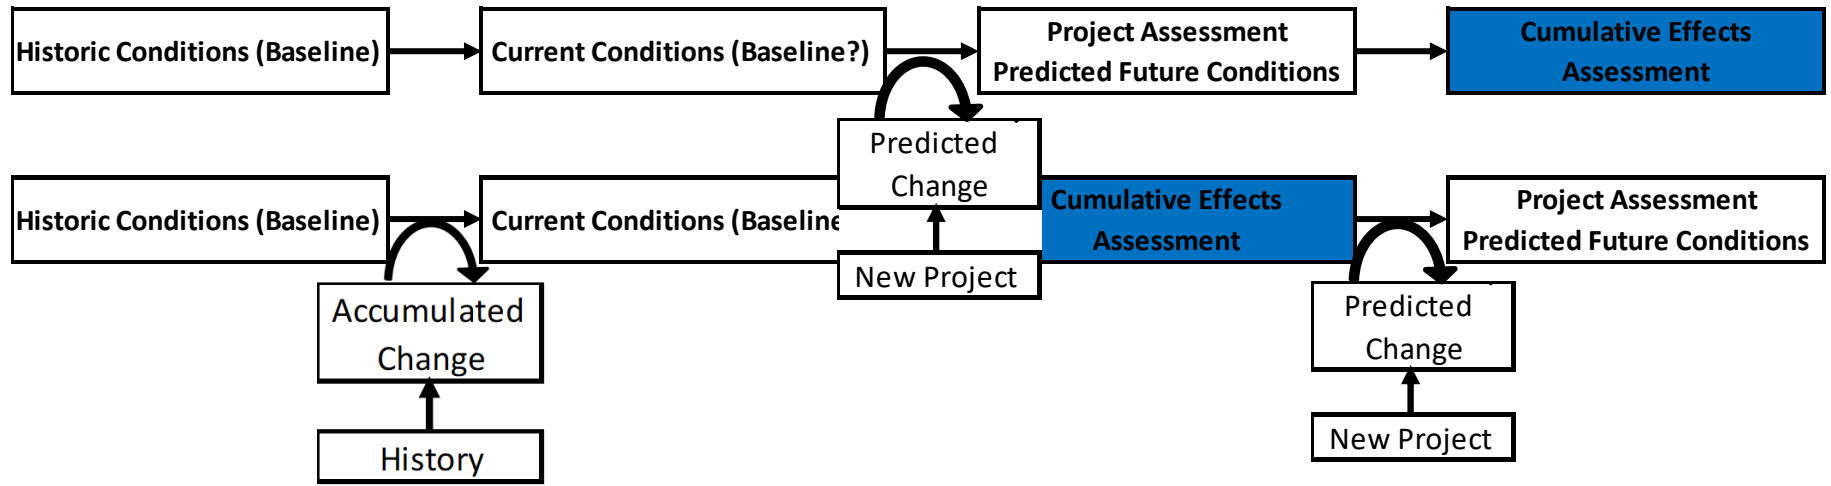 Historic Conditions (Baseline)
Current Conditions (Baseline?)
Project Assessment
Predicted Future Conditions
Cumulative Effects
Assessment
Predicted
Change
New Project
Historic Conditions (Baseline)
Current Conditions (Baseline
Cumulative Effects
Assessment
Project Assessment
Predicted Future Conditions
Accumulated
Change
History
Predicted
Change
New Project